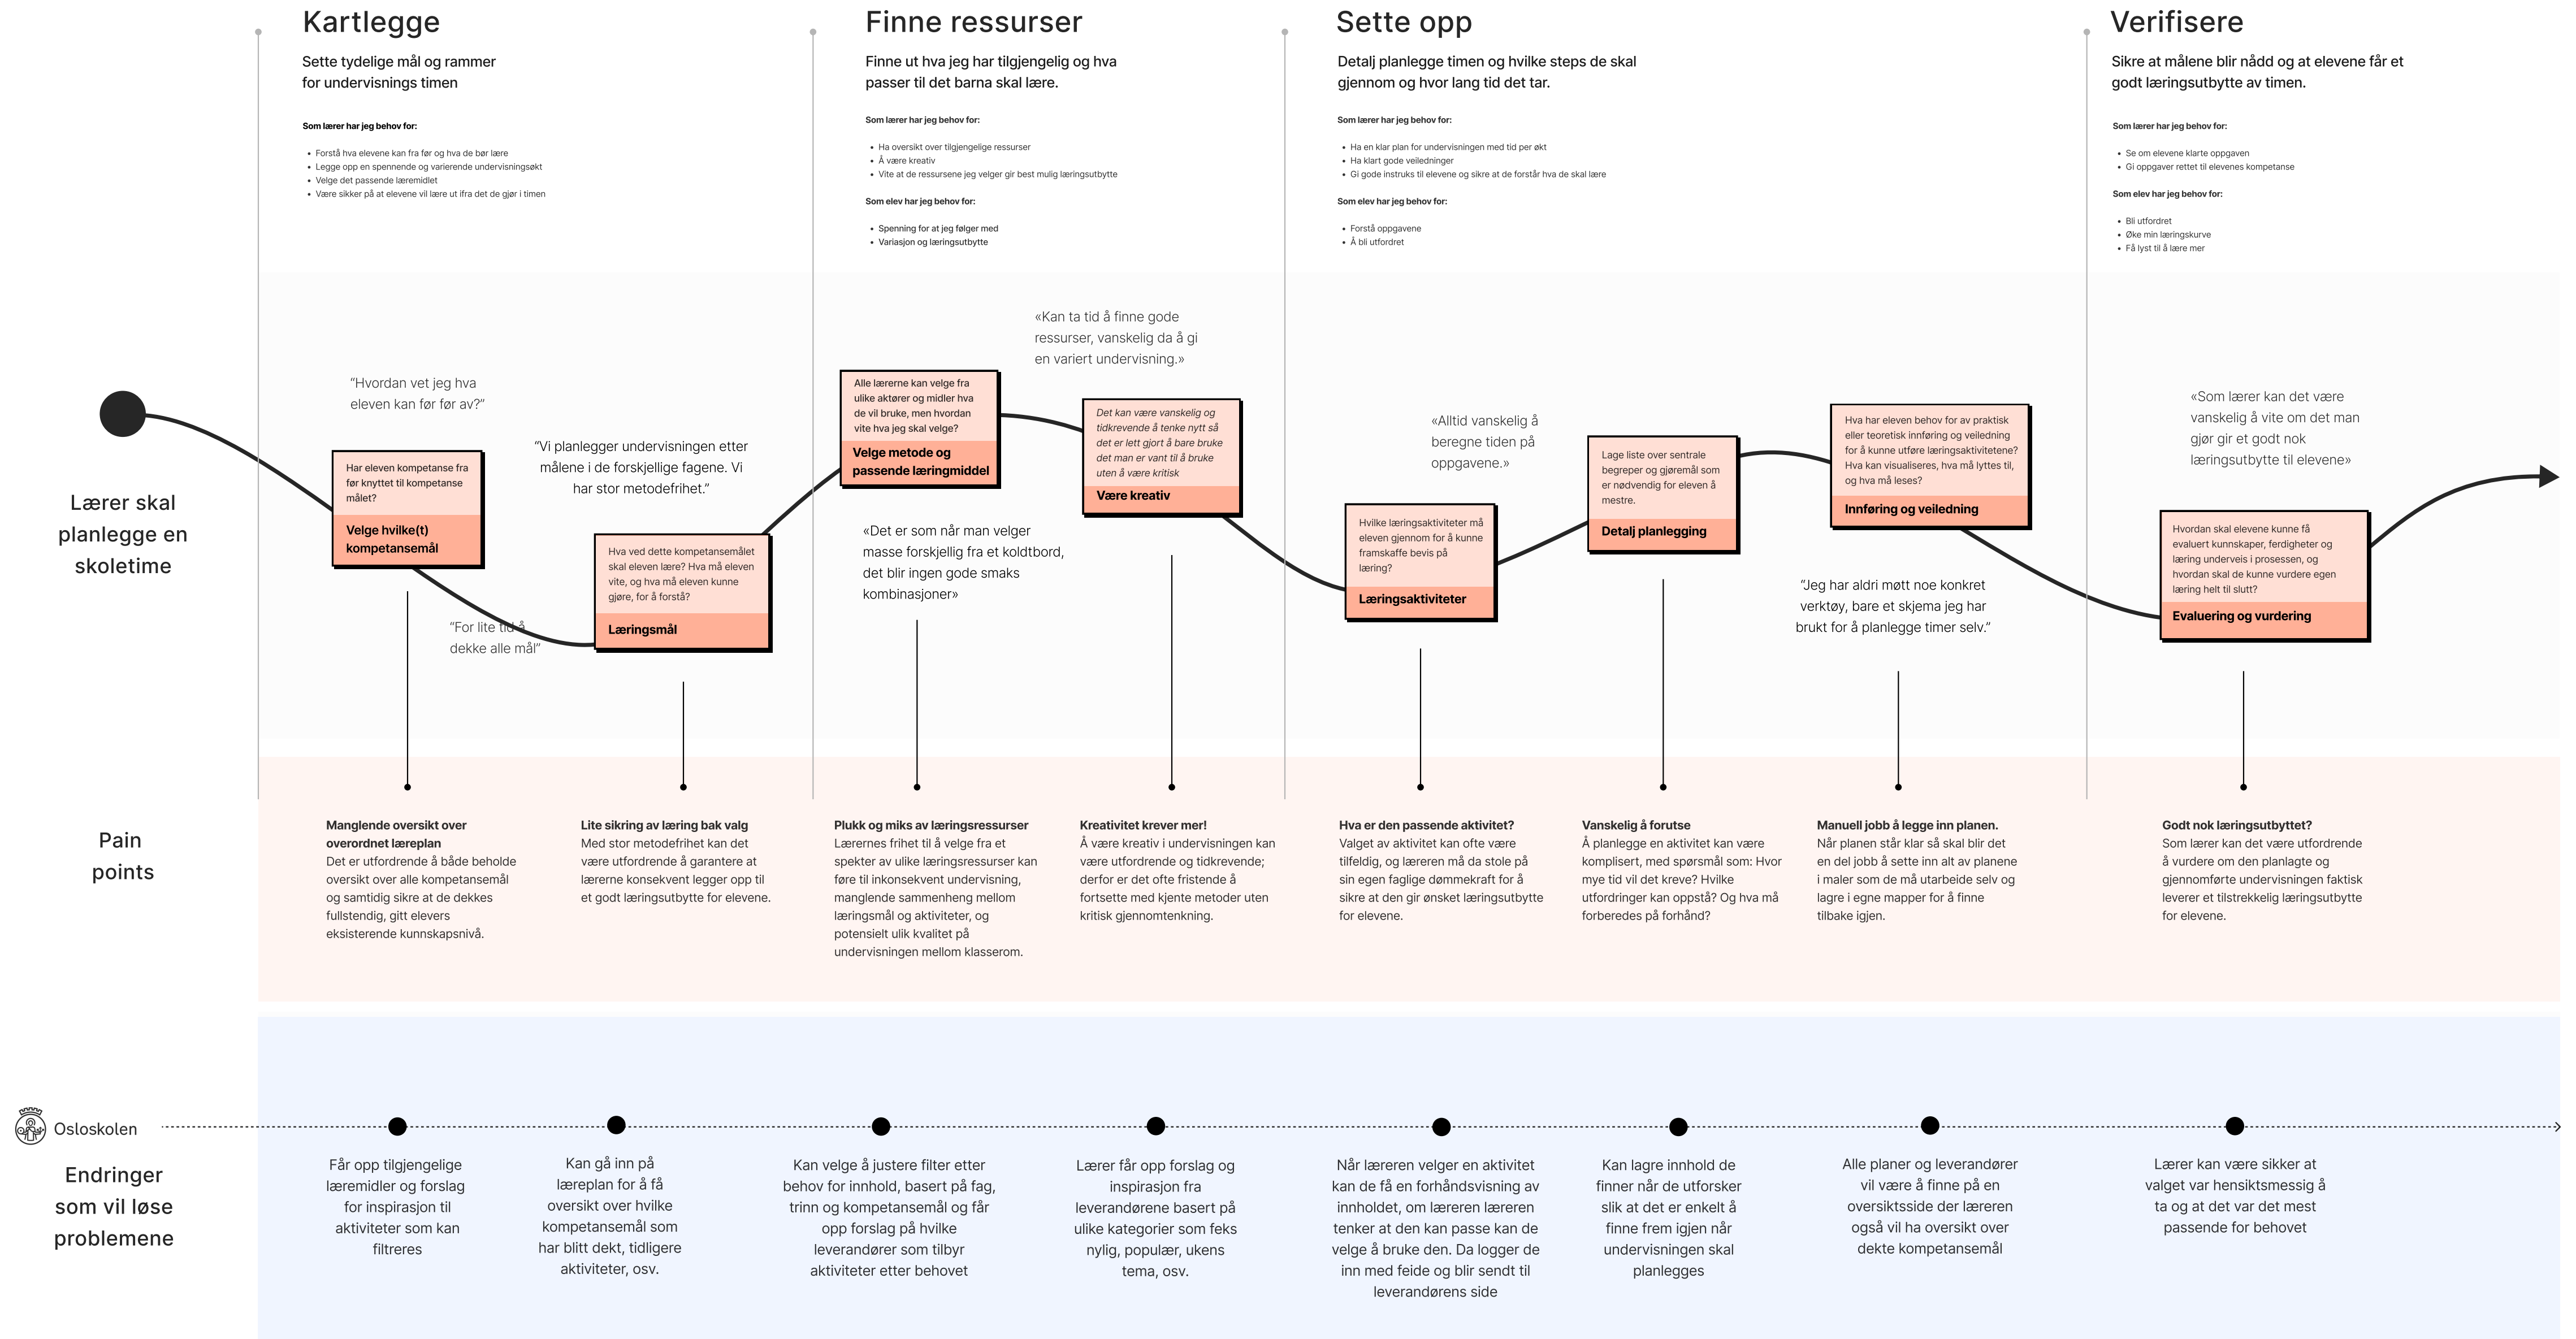 Kartlegge
Sette tydelige mål og rammer
for undervisnings timen
Som lærer har jeg behov for:
• Forstå hva elevene kan fra før og hva de bør lære
• Legge opp en spennende og varierende undervisningsøkt
• Velge det passende læremidlet
• Være sikker på at elevene vil lære ut ifra det de gjør i timen
Finne ressurser
Finne ut hva jeg har tilgjengelig og hva
passer til det barna skal lære.
Som lærer har jeg behov for:
• Ha oversikt over tilgjengelige ressurser
• Å være kreativ
• Vite at de ressursene jeg velger gir best mulig læringsutbytte
Som elev har jeg behov for:
• Spenning for at jeg følger med
• Variasjon og læringsutbytte
Sette opp
Detalj planlegge timen og hvilke steps de skal
gjennom og hvor lang tid det tar.
Som lærer har jeg behov for:
• Ha en klar plan for undervisningen med tid per økt
• Ha klart gode veiledninger
• Gi gode instruks til elevene og sikre at de forstår hva de skal lære
Som elev har jeg behov for:
• Forstå oppgavene
• Å bli utfordret
Verifisere
Sikre at målene blir nådd og at elevene får et
godt læringsutbytte av timen.
Som lærer har jeg behov for:
• Se om elevene klarte oppgaven
• Gi oppgaver rettet til elevenes kompetanse
Som elev har jeg behov for:
• Bli utfordret
• Øke min læringskurve
• Få lyst til å lære mer
Lærer skal
planlegge en
skoletime
“Hvordan vet jeg hva
eleven kan før før av?”
Har eleven kompetanse fra
før knyttet til kompetanse
målet?
Velge hvilke(t)
kompetansemål
“For lite tid å
dekke alle mål”
“Vi planlegger undervisningen etter
målene i de forskjellige fagene. Vi
har stor metodefrihet.”
Hva ved dette kompetansemålet
skal eleven lære? Hva må eleven
vite, og hva må eleven kunne
gjøre, for å forstå?
Læringsmål
Alle lærerne kan velge fra
ulike aktører og midler hva
de vil bruke, men hvordan
vite hva jeg skal velge?
Velge metode og
passende læringmiddel
«Det er som når man velger
masse forskjellig fra et koldtbord,
det blir ingen gode smaks
kombinasjoner»
«Kan ta tid å finne gode
ressurser, vanskelig da å gi
en variert undervisning.»
Det kan være vanskelig og
tidkrevende å tenke nytt så
det er lett gjort å bare bruke
det man er vant til å bruke
uten å være kritisk
Være kreativ
«Alltid vanskelig å
beregne tiden på
oppgavene.»
Hvilke læringsaktiviteter må
eleven gjennom for å kunne
framskaffe bevis på
læring?
Læringsaktiviteter
Lage liste over sentrale
begreper og gjøremål som
er nødvendig for eleven å
mestre.
Detalj planlegging
Hva har eleven behov for av praktisk
eller teoretisk innføring og veiledning
for å kunne utføre læringsaktivitetene?
Hva kan visualiseres, hva må lyttes til,
og hva må leses?
Innføring og veiledning
“Jeg har aldri møtt noe konkret
verktøy, bare et skjema jeg har
brukt for å planlegge timer selv.”
«Som lærer kan det være
vanskelig å vite om det man
gjør gir et godt nok
læringsutbytte til elevene»
Hvordan skal elevene kunne få
evaluert kunnskaper, ferdigheter og
læring underveis i prosessen, og
hvordan skal de kunne vurdere egen
læring helt til slutt?
Evaluering og vurdering
Pain
points
Manglende oversikt over
overordnet læreplan
Det er utfordrende å både beholde
oversikt over alle kompetansemål
og samtidig sikre at de dekkes
fullstendig, gitt elevers
eksisterende kunnskapsnivå.
Lite sikring av læring bak valg
Med stor metodefrihet kan det
være utfordrende å garantere at
lærerne konsekvent legger opp til
et godt læringsutbytte for elevene.
Plukk og miks av læringsressurser
Lærernes frihet til å velge fra et
spekter av ulike læringsressurser kan
føre til inkonsekvent undervisning,
manglende sammenheng mellom
læringsmål og aktiviteter, og
potensielt ulik kvalitet på
undervisningen mellom klasserom.
Kreativitet krever mer!
Å være kreativ i undervisningen kan
være utfordrende og tidkrevende;
derfor er det ofte fristende å
fortsette med kjente metoder uten
kritisk gjennomtenkning.
Hva er den passende aktivitet?
Valget av aktivitet kan ofte være
tilfeldig, og læreren må da stole på
sin egen faglige dømmekraft for å
sikre at den gir ønsket læringsutbytte
for elevene.
Vanskelig å forutse
Å planlegge en aktivitet kan være
komplisert, med spørsmål som: Hvor
mye tid vil det kreve? Hvilke
utfordringer kan oppstå? Og hva må
forberedes på forhånd?
Manuell jobb å legge inn planen.
Når planen står klar så skal blir det
en del jobb å sette inn alt av planene
i maler som de må utarbeide selv og
lagre i egne mapper for å finne
tilbake igjen.
Godt nok læringsutbyttet?
Som lærer kan det være utfordrende
å vurdere om den planlagte og
gjennomførte undervisningen faktisk
leverer et tilstrekkelig læringsutbytte
for elevene.
Osloskolen
Endringer
som vil løse
problemene
Får opp tilgjengelige
læremidler og forslag
for inspirasjon til
aktiviteter som kan
filtreres
Kan gå inn på
læreplan for å få
oversikt over hvilke
kompetansemål som
har blitt dekt, tidligere
aktiviteter, osv.
Kan velge å justere filter etter
behov for innhold, basert på fag,
trinn og kompetansemål og får
opp forslag på hvilke
leverandører som tilbyr
aktiviteter etter behovet
Lærer får opp forslag og
inspirasjon fra
leverandørene basert på
ulike kategorier som feks
nylig, populær, ukens
tema, osv.
Når læreren velger en aktivitet
kan de få en forhåndsvisning av
innholdet, om læreren læreren
tenker at den kan passe kan de
velge å bruke den. Da logger de
inn med feide og blir sendt til
leverandørens side
Kan lagre innhold de
finner når de utforsker
slik at det er enkelt å
finne frem igjen når
undervisningen skal
planlegges
Alle planer og leverandører
vil være å finne på en
oversiktsside der læreren
også vil ha oversikt over
dekte kompetansemål
Lærer kan være sikker at
valget var hensiktsmessig å
ta og at det var det mest
passende for behovet